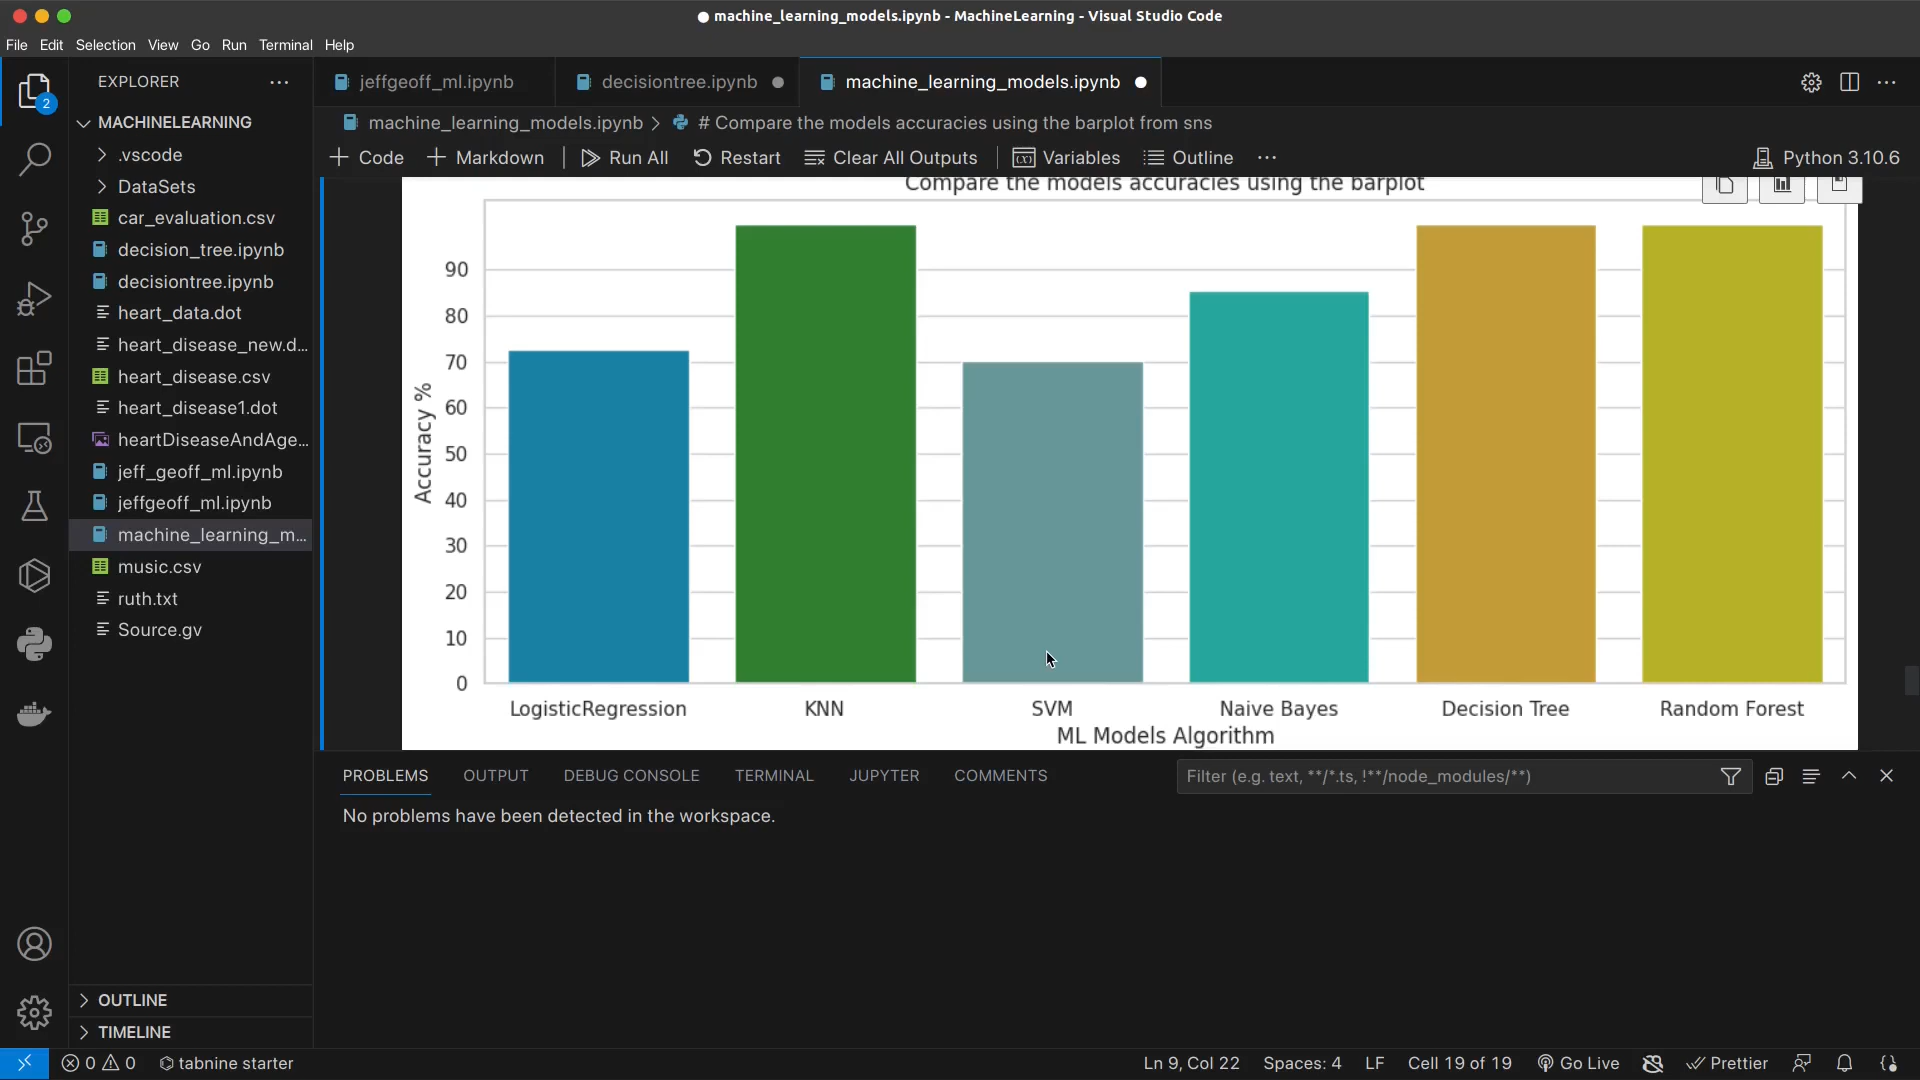 machine_learning_models.ipynb - MachineLearning - Visual Studio Code
File Edit Selection View Go Run Terminal Help
EXPLORER
2
MACHINELEARNING
.vscode
DataSets
car_evaluation.csv
decision_tree.ipynb
decisiontree.ipynb
heart_data.dot
heart_disease_new.d...
heart_disease.csv
heart_disease1.dot
heartDiseaseAndAge...
jeff_geoff_ml.ipynb
jeffgeoff_ml.ipynb
machine_learning_m...
music.csv
ruth.txt
Source.gv
OUTLINE
TIMELINE
jeffgeoff_ml.ipynb decisiontree.ipynb machine_learning_models.ipynb
machine_learning_models.ipynb > # Compare the models accuracies using the barplot from sns
+ Code + Markdown Run All Restart Clear All Outputs Variables Outline ... Python 3.10.6
Compare the models accuracies using the barplot
90
80
70
60
50
40
30
20
10
0
Accuracy %
LogisticRegression KNN SVM Naive Bayes Decision Tree Random Forest
ML Models Algorithm
PROBLEMS OUTPUT DEBUG CONSOLE TERMINAL JUPYTER COMMENTS Filter (e.g. text, **/*.ts, !**/node_modules/**)
No problems have been detected in the workspace.
0 0 tabnine starter Ln 9, Col 22 Spaces: 4 LF Cell 19 of 19 Go Live Prettier